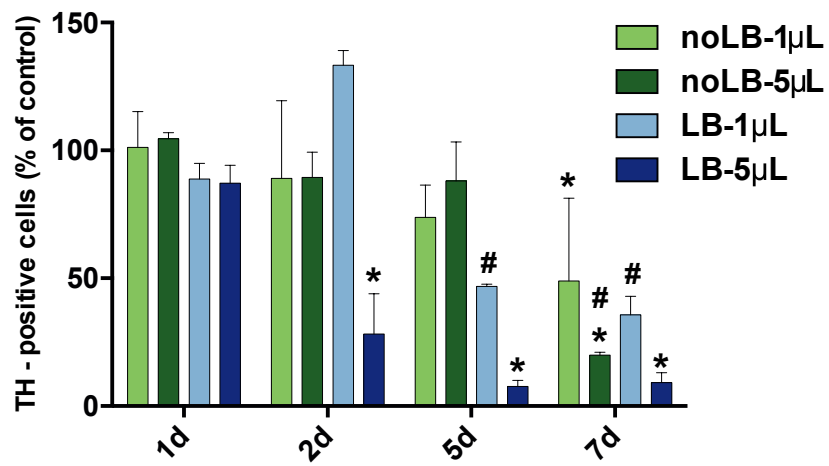 TH - positive cells (% of control)
150
100
50
0
noLB-1µL
noLB-5µL
LB-1µL
LB-5µL
*
#
*
*
#
*
#
*
1d
2d
5d
7d